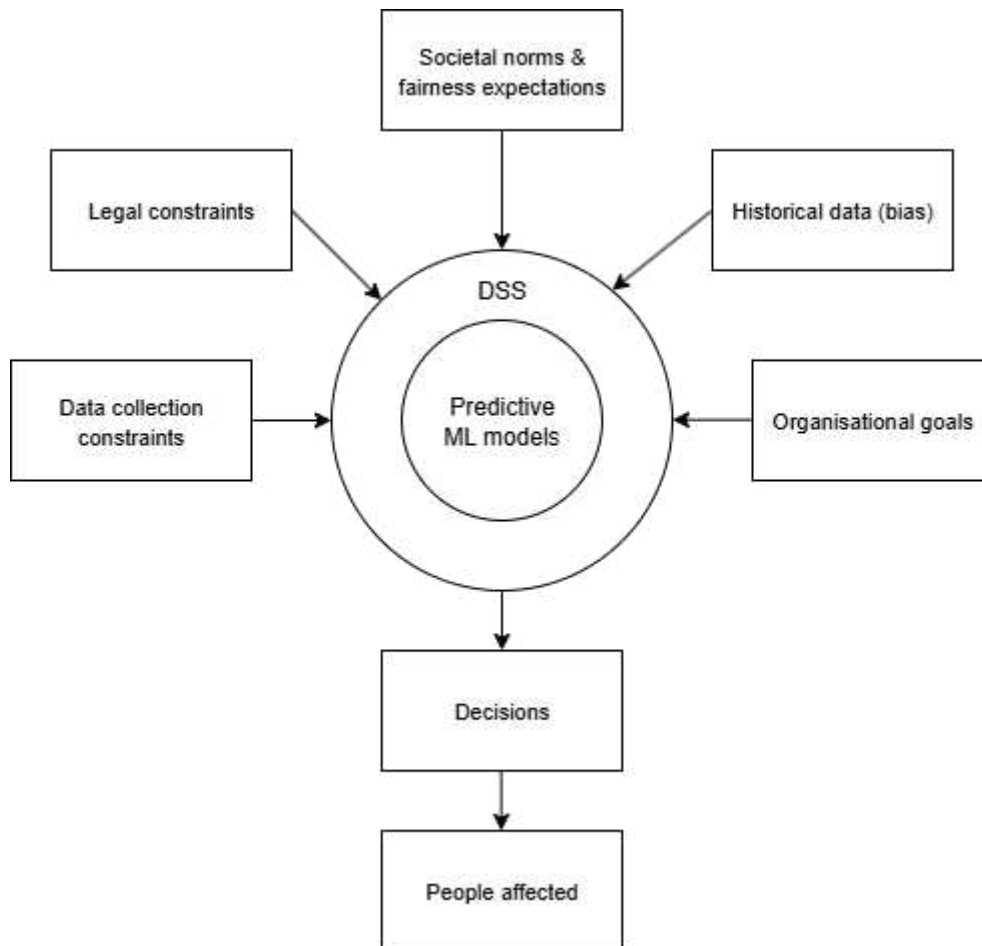 Societal norms &
fairness expectations
Legal constraints
Historical data (bias)
DSS
Predictive
ML models
Data collection
constraints
Organisational goals
Decisions
People affected